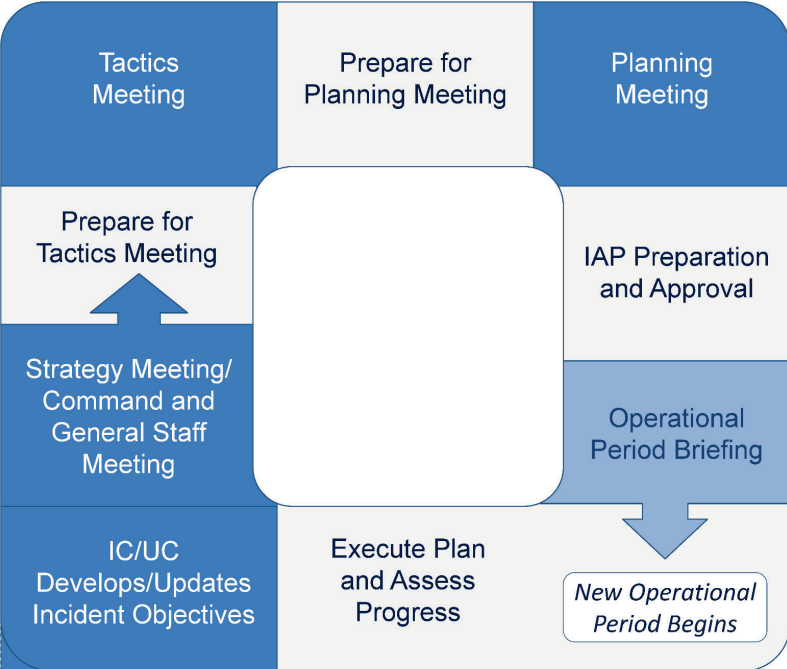 Tactics
Meeting
Prepare for
Planning Meeting
Planning
Meeting
Prepare for
Tactics Meeting
IAP Preparation
and Approval
Strategy Meeting/
Command and
General Staff
Meeting
Operational
Period Briefing
IC/UC
Develops/Updates
Incident Objectives
Execute Plan
and Assess
Progress
New Operational
Period Begins